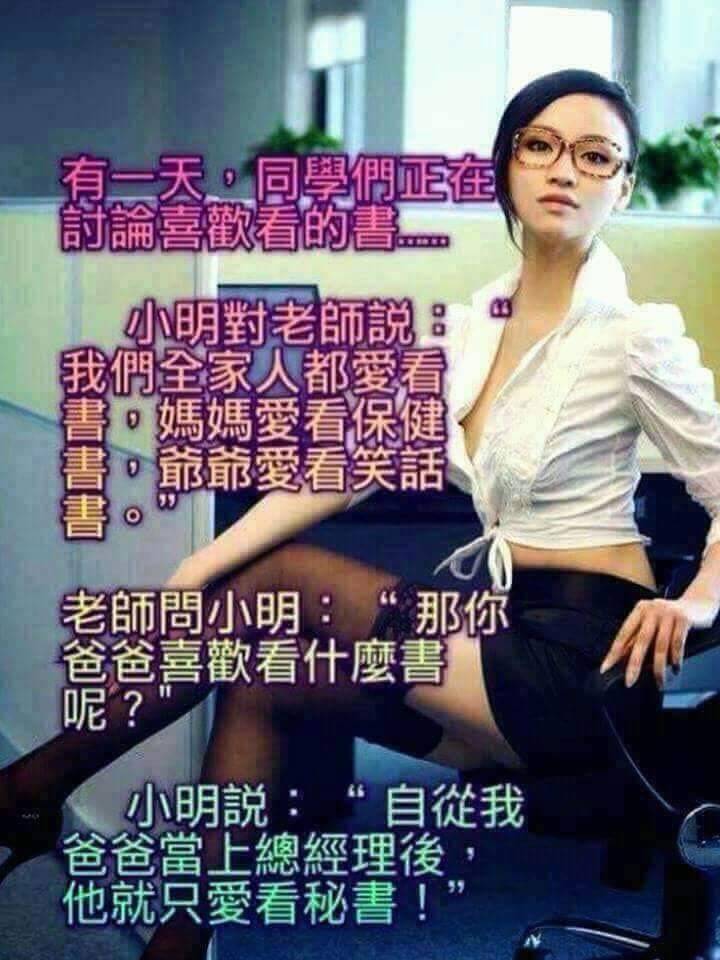 有一天，同學們正在
討論喜歡看的書……
小明對老師説：“
我們全家人都愛看
書，媽媽愛看保健
書，爺爺愛看笑話
書。”
老師問小明：“那你
爸爸喜歡看什麼書
呢？"
小明説：“自從我
爸爸當上總經理後，
他就只愛看秘書！”